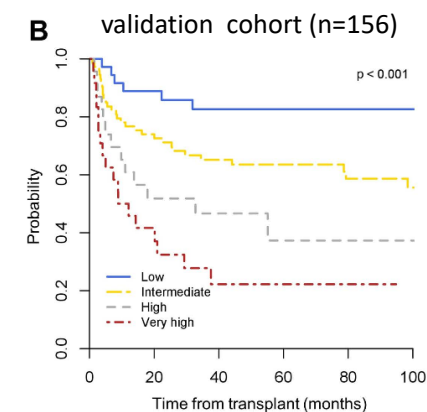 B
validation cohort (n=156)
p < 0.001
Probability
1.0
0.8
0.6
0.4
0.2
0.0
Low
Intermediate
High
Very high
0 20 40 60 80 100
Time from transplant (months)